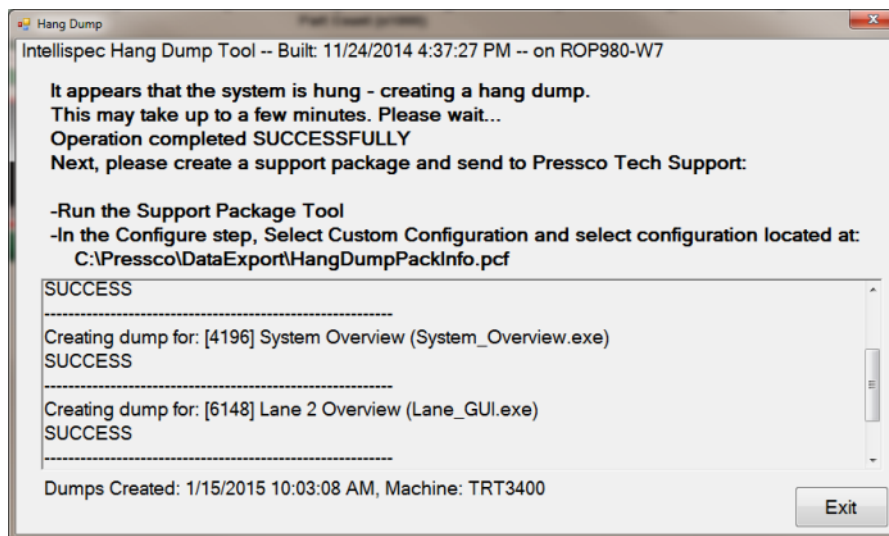 Hang Dump
Intellispec Hang Dump Tool -- Built: 11/24/2014 4:37:27 PM -- on ROP980-W7
It appears that the system is hung - creating a hang dump.
This may take up to a few minutes. Please wait...
Operation completed SUCCESSFULLY
Next, please create a support package and send to Pressco Tech Support:
-Run the Support Package Tool
-In the Configure step, Select Custom Configuration and select configuration located at:
C:\Pressco\DataExport\HangDumpPackInfo.pcf
SUCCESS
----------------------------------------------------------
Creating dump for: [4196] System Overview (System_Overview.exe)
SUCCESS
----------------------------------------------------------
Creating dump for: [6148] Lane 2 Overview (Lane_GUI.exe)
SUCCESS
----------------------------------------------------------
Dumps Created: 1/15/2015 10:03:08 AM, Machine: TRT3400
Exit